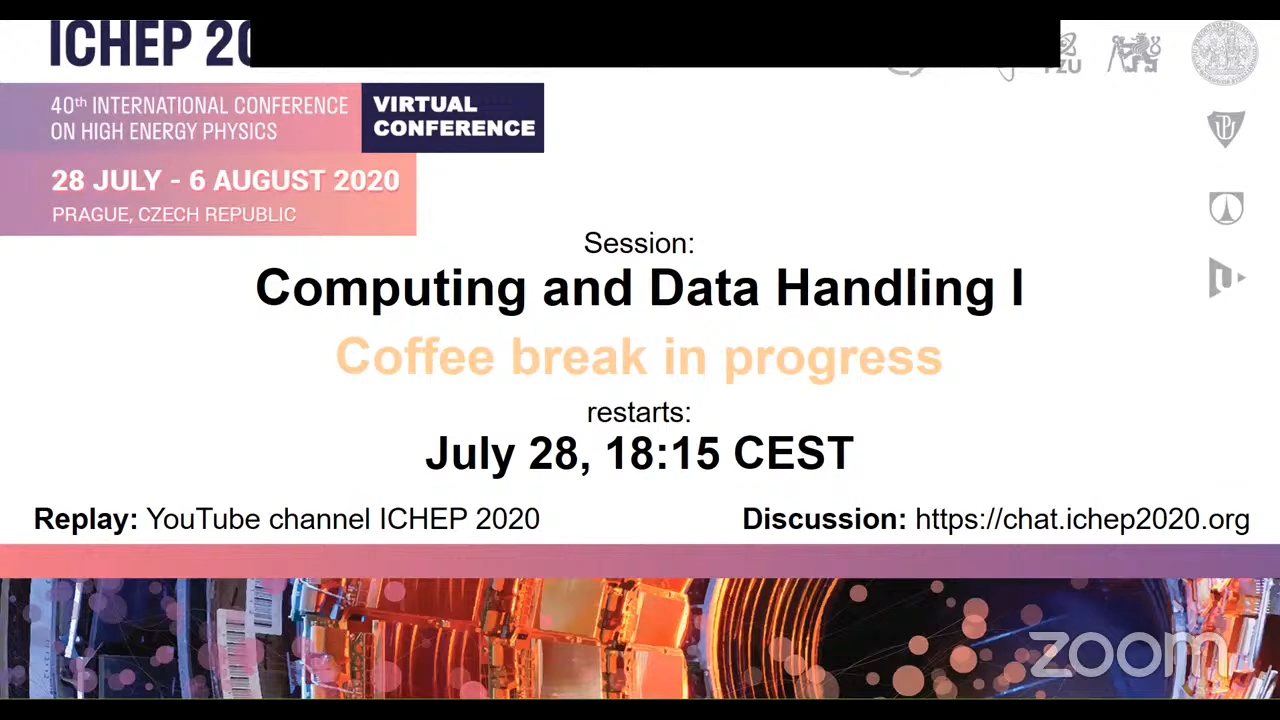 ICHEP 20
40th INTERNATIONAL CONFERENCE
ON HIGH ENERGY PHYSICS
VIRTUAL
CONFERENCE
28 JULY - 6 AUGUST 2020
PRAGUE, CZECH REPUBLIC
Session:
Computing and Data Handling I
Coffee break in progress
restarts:
July 28, 18:15 CEST
Replay: YouTube channel ICHEP 2020
Discussion: https://chat.ichep2020.org
zoom